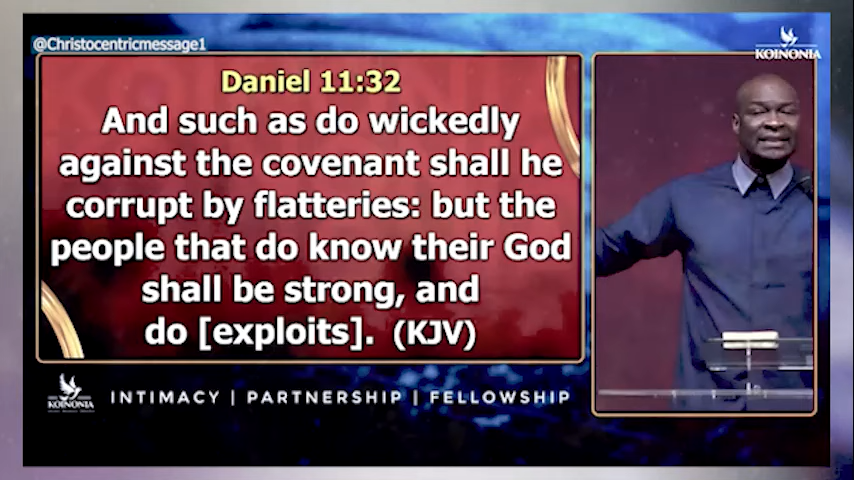 @Christocentricmessage1
KOINONIA
Daniel 11:32
And such as do wickedly
against the covenant shall he
corrupt by flatteries: but the
people that do know their God
shall be strong, and
do [exploits]. (KJV)
KOINONIA
INTIMACY | PARTNERSHIP | FELLOWSHIP